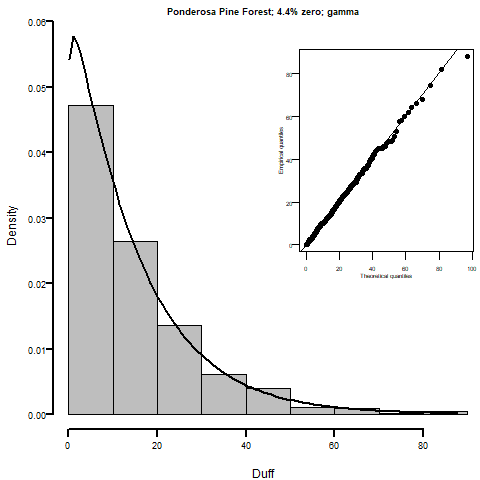 Ponderosa Pine Forest; 4.4% zero; gamma
0.06
0.05
0.04
0.03
0.02
0.01
0.00
Density
0 20 40 60 80
Duff
80
60
40
20
0
Empirical quantiles
0 20 40 60 80 100
Theoretical quantiles